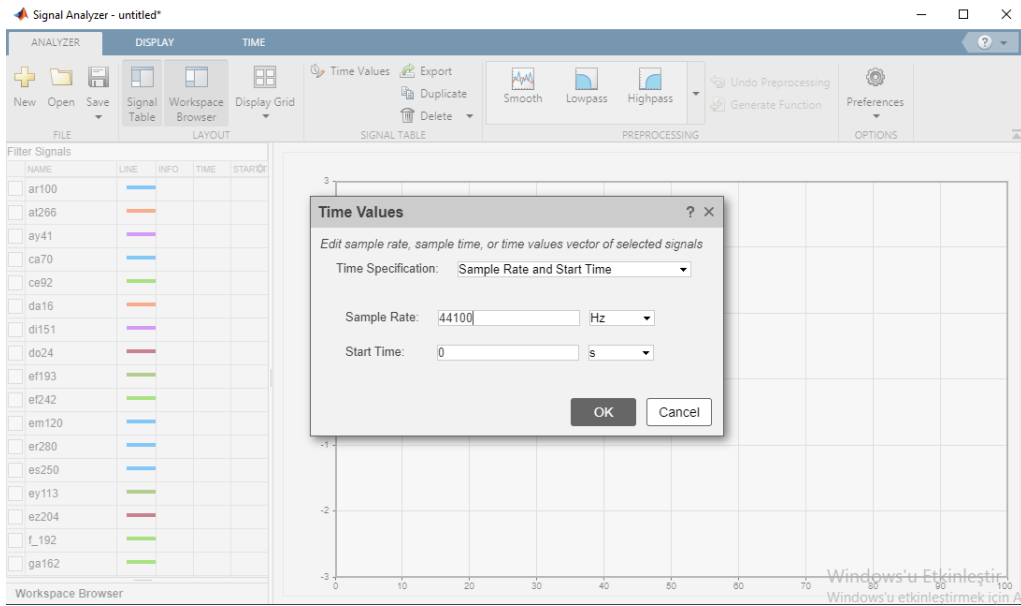 Signal Analyzer - untitled*
ANALYZER DISPLAY TIME
New Open Save
Signal Table
Workspace Browser
Display Grid
Time Values
Export
Duplicate
Delete
Smooth Lowpass Highpass
Undo Preprocessing
Generate Function
Preferences
FILE LAYOUT SIGNAL TABLE PREPROCESSING OPTIONS
Filter Signals
NAME LINE INFO TIME START
ar100
at266
ay41
ca70
ce92
da16
di151
do24
ef193
ef242
em120
er280
es250
ey113
ez204
f_192
ga162
Workspace Browser
3
-1
-2
-3
0 10 20 30 40 50 60 70 80 90 100
Time Values ?
Edit sample rate, sample time, or time values vector of selected signals
Time Specification: Sample Rate and Start Time
Sample Rate: 44100 Hz
Start Time: 0 s
OK Cancel
Windows'u Etkinleştir
Windows'u etkinleştirmek için A